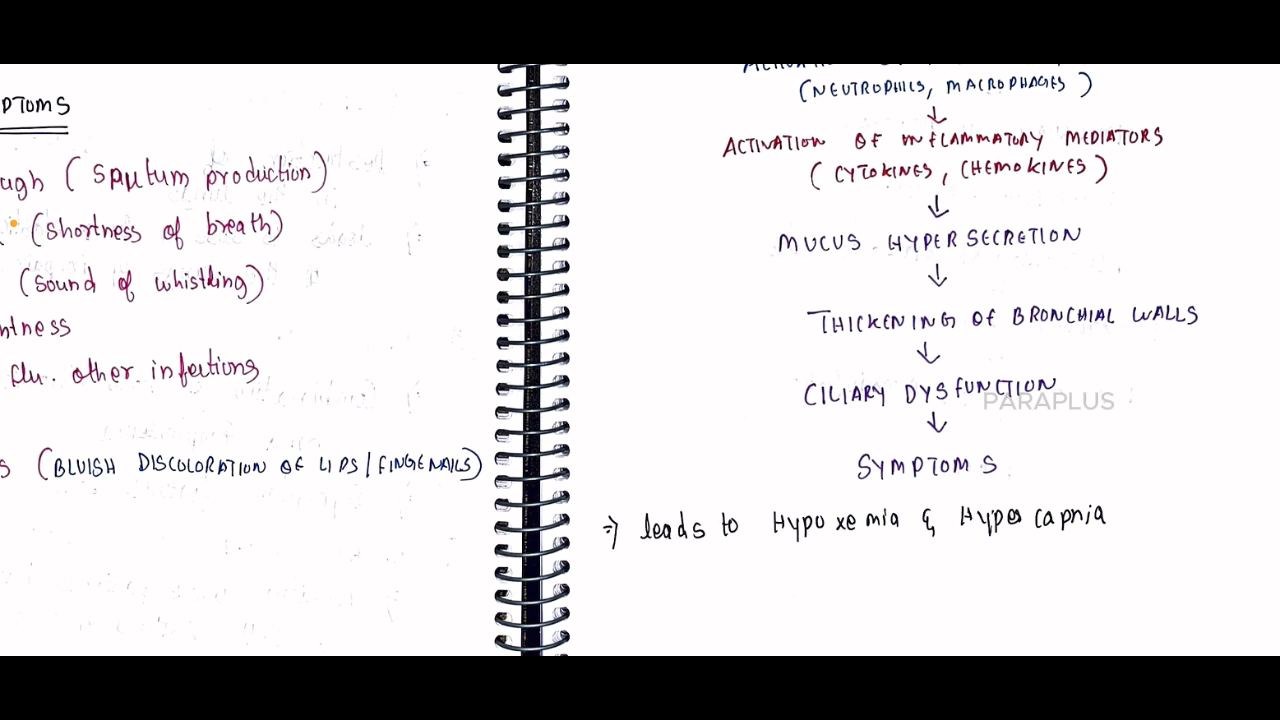 PTOMS
ugh ( Sputum production)
(shortness of breath)
(sound of whistling)
ntness
flu. other infections
S (BLUISH DISCOLORATION OF LIPS/FINGENAILS)
(NEUTROPHILS, MACROPHAGES )
↓
ACTIVATION OF INFLAMMATORY MEDIATORS
( CYTOKINES, CHEMOKINES )
↓
MUCUS HYPERSECRETION
↓
THICKENING OF BRONCHIAL WALLS
↓
CILIARY DYSFUNCTION
PARAPLUS
↓
SYMPTOMS
⇒ leads to Hypoxemia & Hypercapnia